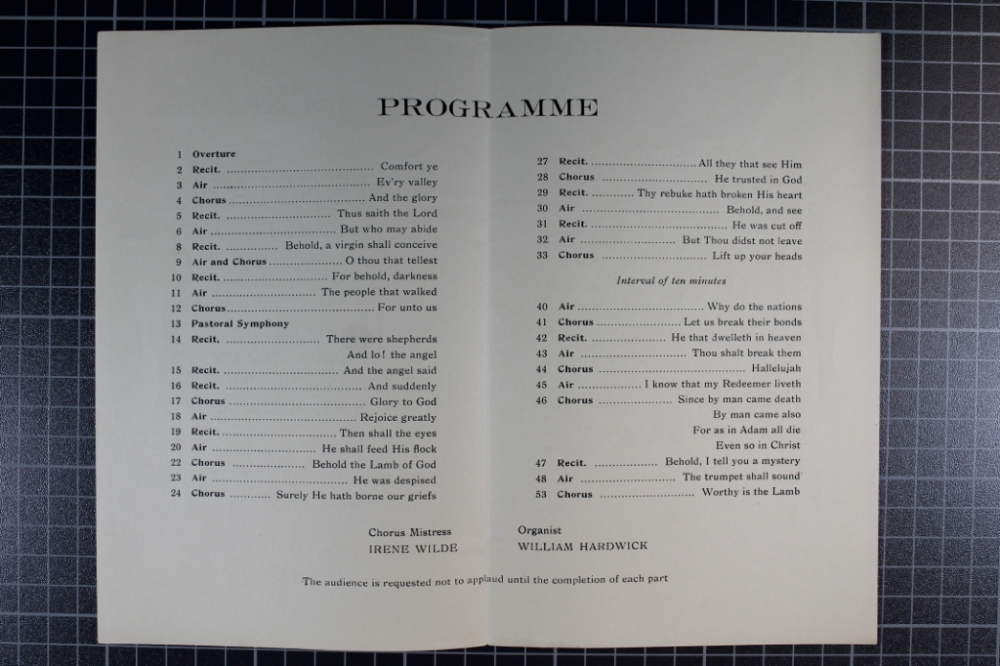 PROGRAMME
1 Overture
2 Recit. ........ Comfort ye
3 Air ........ Ev'ry valley
4 Chorus ........ And the glory
5 Recit. ........ Thus saith the Lord
6 Air ........ But who may abide
8 Recit. ........ Behold, a virgin shall conceive
9 Air and Chorus ........ O thou that tellest
10 Recit. ........ For behold, darkness
11 Air ........ The people that walked
12 Chorus ........ For unto us
13 Pastoral Symphony
14 Recit. ........ There were shepherds
And lo! the angel
15 Recit. ........ And the angel said
16 Recit. ........ And suddenly
17 Chorus ........ Glory to God
18 Air ........ Rejoice greatly
19 Recit. ........ Then shall the eyes
20 Air ........ He shall feed His flock
22 Chorus ........ Behold the Lamb of God
23 Air ........ He was despised
24 Chorus ........ Surely He hath borne our griefs
27 Recit. ........ All they that see Him
28 Chorus ........ He trusted in God
29 Recit. ........ Thy rebuke hath broken His heart
30 Air ........ Behold, and see
31 Recit. ........ He was cut off
32 Air ........ But Thou didst not leave
33 Chorus ........ Lift up your heads
Interval of ten minutes
40 Air ........ Why do the nations
41 Chorus ........ Let us break their bonds
42 Recit. ........ He that dwelleth in heaven
43 Air ........ Thou shalt break them
44 Chorus ........ Hallelujah
45 Air ........ I know that my Redeemer liveth
46 Chorus ........ Since by man came death
By man came also
For as in Adam all die
Even so in Christ
47 Recit. ........ Behold, I tell you a mystery
48 Air ........ The trumpet shall sound
53 Chorus ........ Worthy is the Lamb
Chorus Mistress
IRENE WILDE
Organist
WILLIAM HARDWICK
The audience is requested not to applaud until the completion of each part